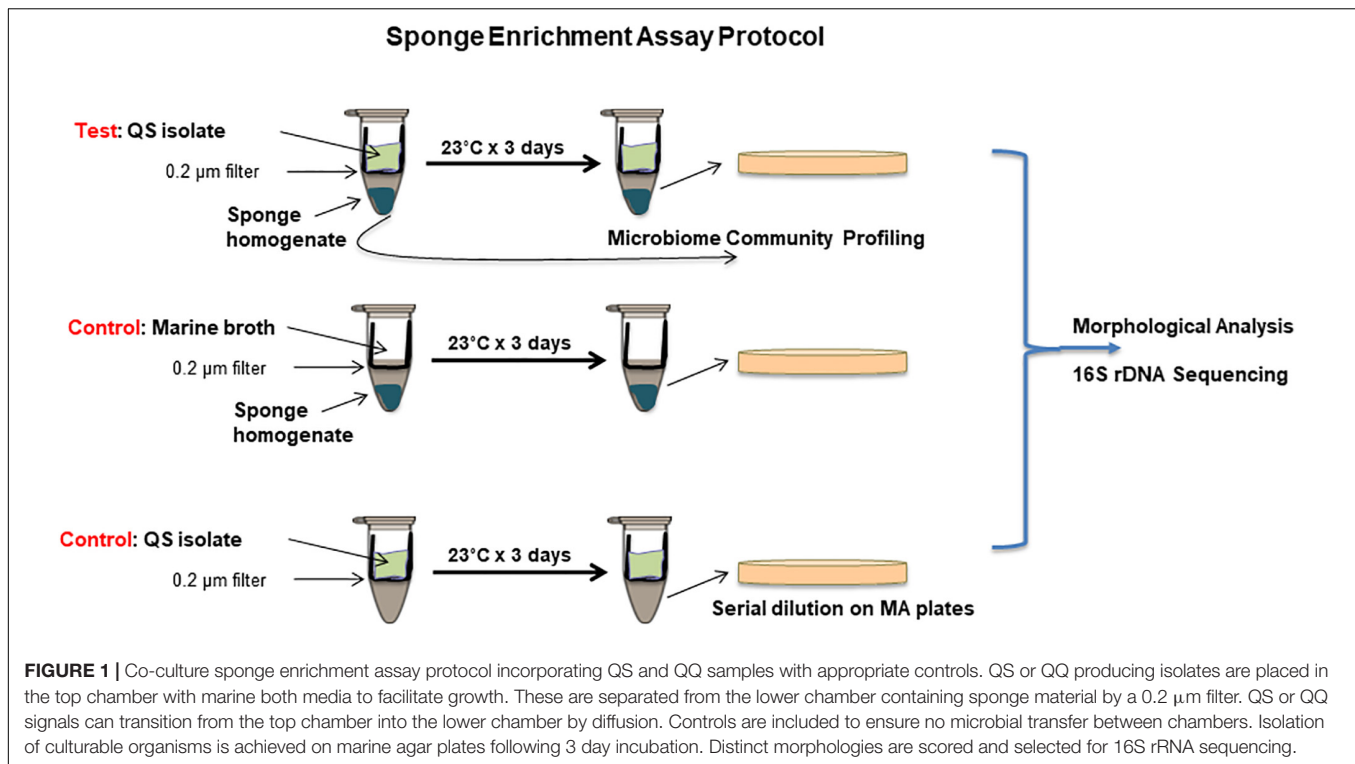 Sponge Enrichment Assay Protocol
Test: QS isolate
0.2 µm filter
Sponge
homogenate
23°C x 3 days
Microbiome Community Profiling
Control: Marine broth
0.2 µm filter
Sponge
homogenate
23°C x 3 days
Morphological Analysis
16S rDNA Sequencing
Control: QS isolate
0.2 µm filter
23°C x 3 days
Serial dilution on MA plates
FIGURE 1 | Co-culture sponge enrichment assay protocol incorporating QS and QQ samples with appropriate controls. QS or QQ producing isolates are placed in
the top chamber with marine both media to facilitate growth. These are separated from the lower chamber containing sponge material by a 0.2 µm filter. QS or QQ
signals can transition from the top chamber into the lower chamber by diffusion. Controls are included to ensure no microbial transfer between chambers. Isolation
of culturable organisms is achieved on marine agar plates following 3 day incubation. Distinct morphologies are scored and selected for 16S rRNA sequencing.